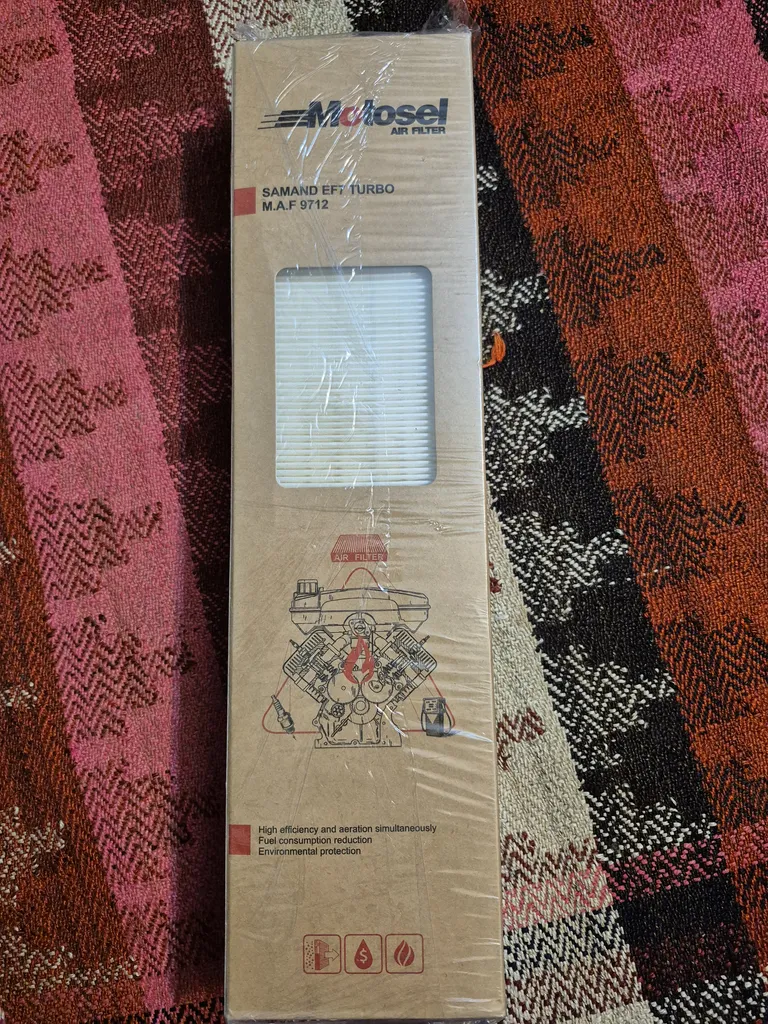 Motosel
AIR FILTER
SAMAND EF7 TURBO
M.A.F 9712
AIR FILTER
High efficiency and aeration simultaneously
Fuel consumption reduction
Environmental protection
$